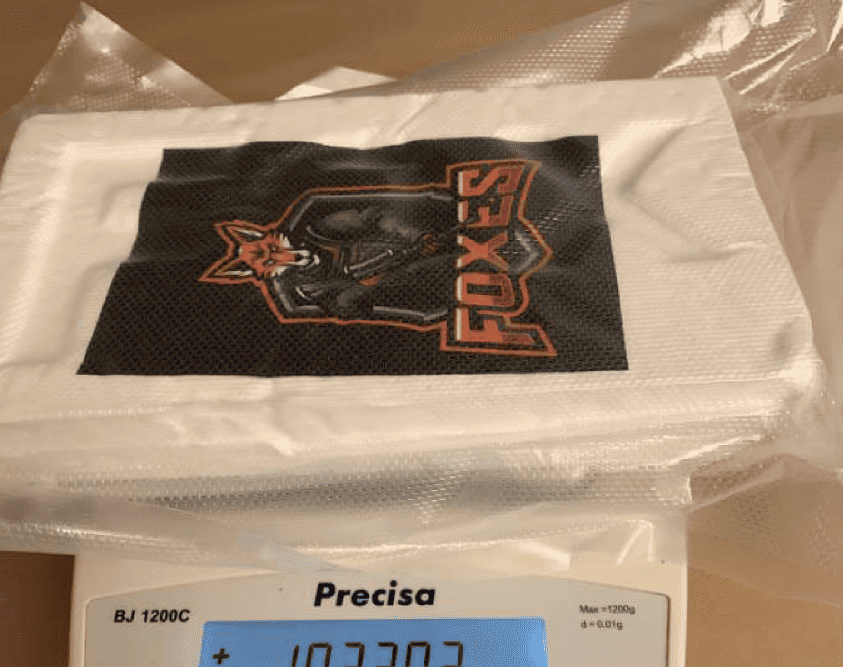 FOXES
Precisa
BJ 1200C
Max =1200g
d=0.01g
+